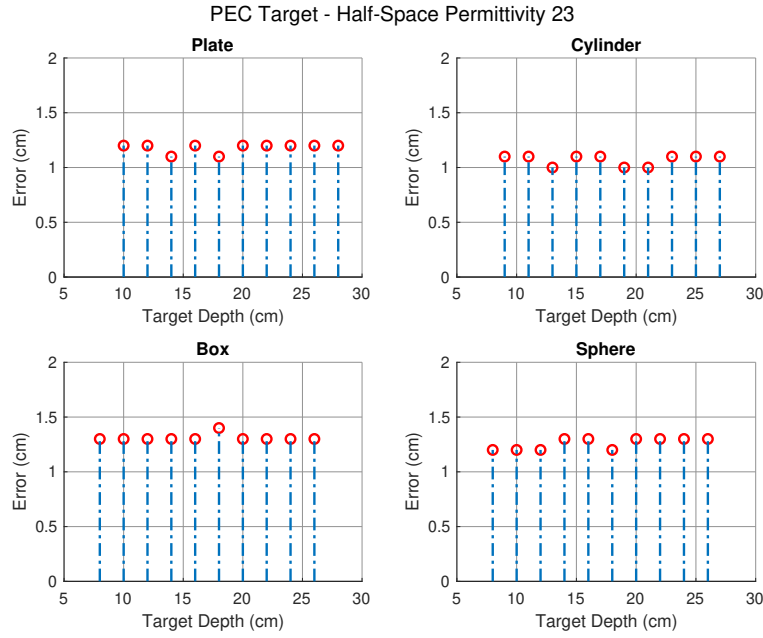 PEC Target - Half-Space Permittivity 23
Plate
2
1.5
1
0.5
0
Error (cm)
5 10 15 20 25 30
Target Depth (cm)
Cylinder
2
1.5
1
0.5
0
Error (cm)
5 10 15 20 25 30
Target Depth (cm)
Box
2
1.5
1
0.5
0
Error (cm)
5 10 15 20 25 30
Target Depth (cm)
Sphere
2
1.5
1
0.5
0
Error (cm)
5 10 15 20 25 30
Target Depth (cm)